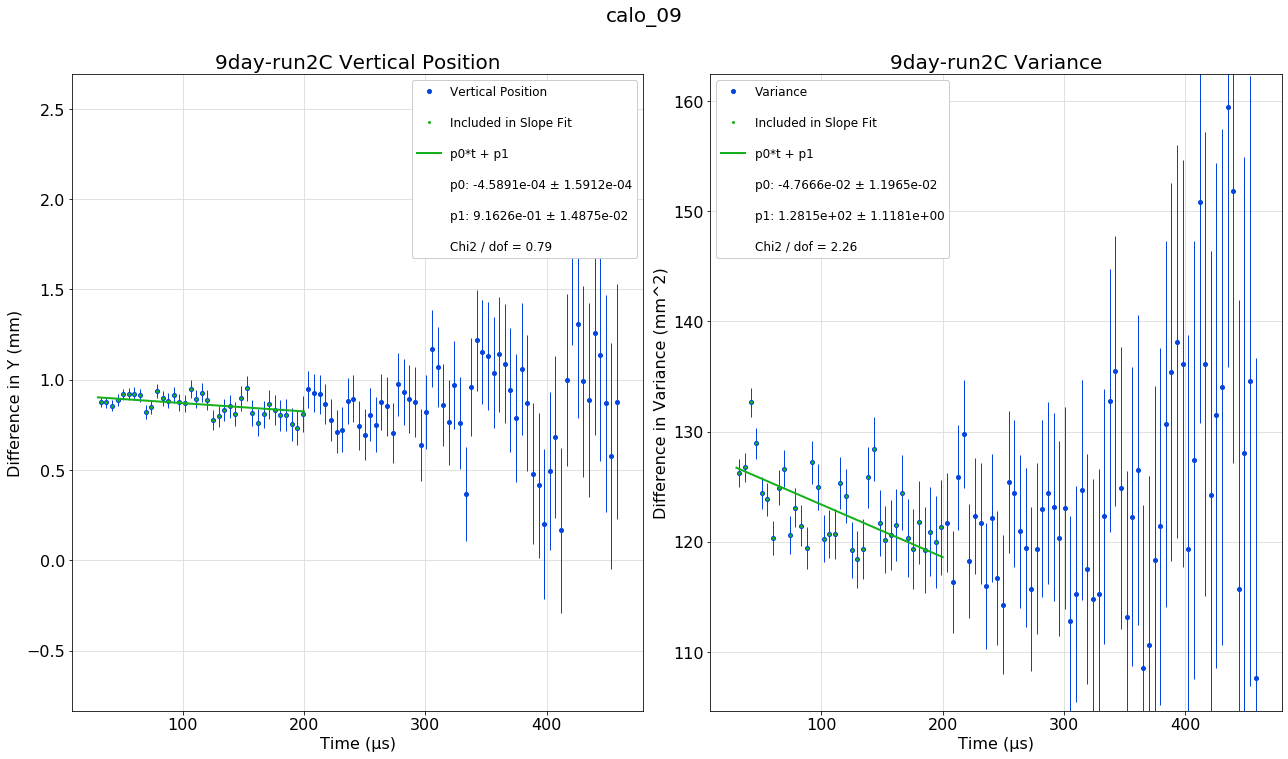 calo_09
9day-run2C Vertical Position
Difference in Y (mm)
2.5
2.0
1.5
1.0
0.5
0.0
−0.5
Vertical Position
Included in Slope Fit
p0*t + p1
p0: -4.5891e-04 ± 1.5912e-04
p1: 9.1626e-01 ± 1.4875e-02
Chi2 / dof = 0.79
100
200
300
400
Time (μs)
9day-run2C Variance
Difference in Variance (mm^2)
160
150
140
130
120
110
Variance
Included in Slope Fit
p0*t + p1
p0: -4.7666e-02 ± 1.1965e-02
p1: 1.2815e+02 ± 1.1181e+00
Chi2 / dof = 2.26
100
200
300
400
Time (μs)